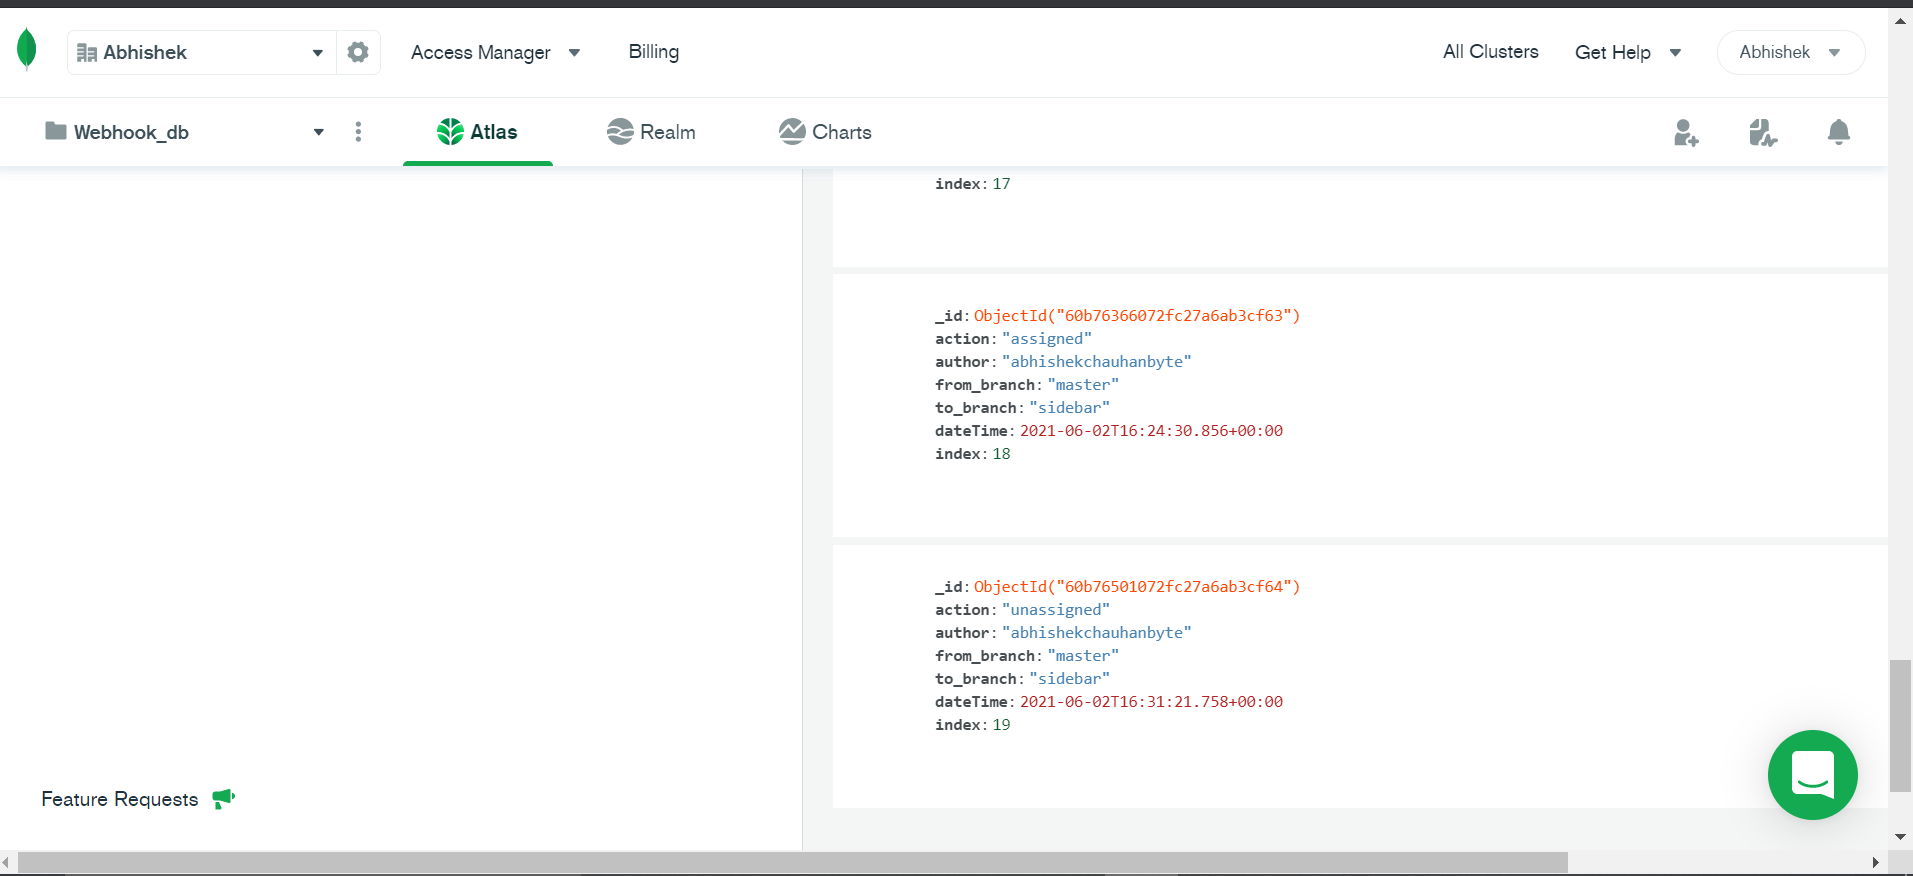 Abhishek
Access Manager
Billing
All Clusters
Get Help
Abhishek
Webhook_db
Atlas
Realm
Charts
index: 17
_id: ObjectId("60b76366072fc27a6ab3cf63")
action: "assigned"
author: "abhishekchauhanbyte"
from_branch: "master"
to_branch: "sidebar"
dateTime: 2021-06-02T16:24:30.856+00:00
index: 18
_id: ObjectId("60b76501072fc27a6ab3cf64")
action: "unassigned"
author: "abhishekchauhanbyte"
from_branch: "master"
to_branch: "sidebar"
dateTime: 2021-06-02T16:31:21.758+00:00
index: 19
Feature Requests